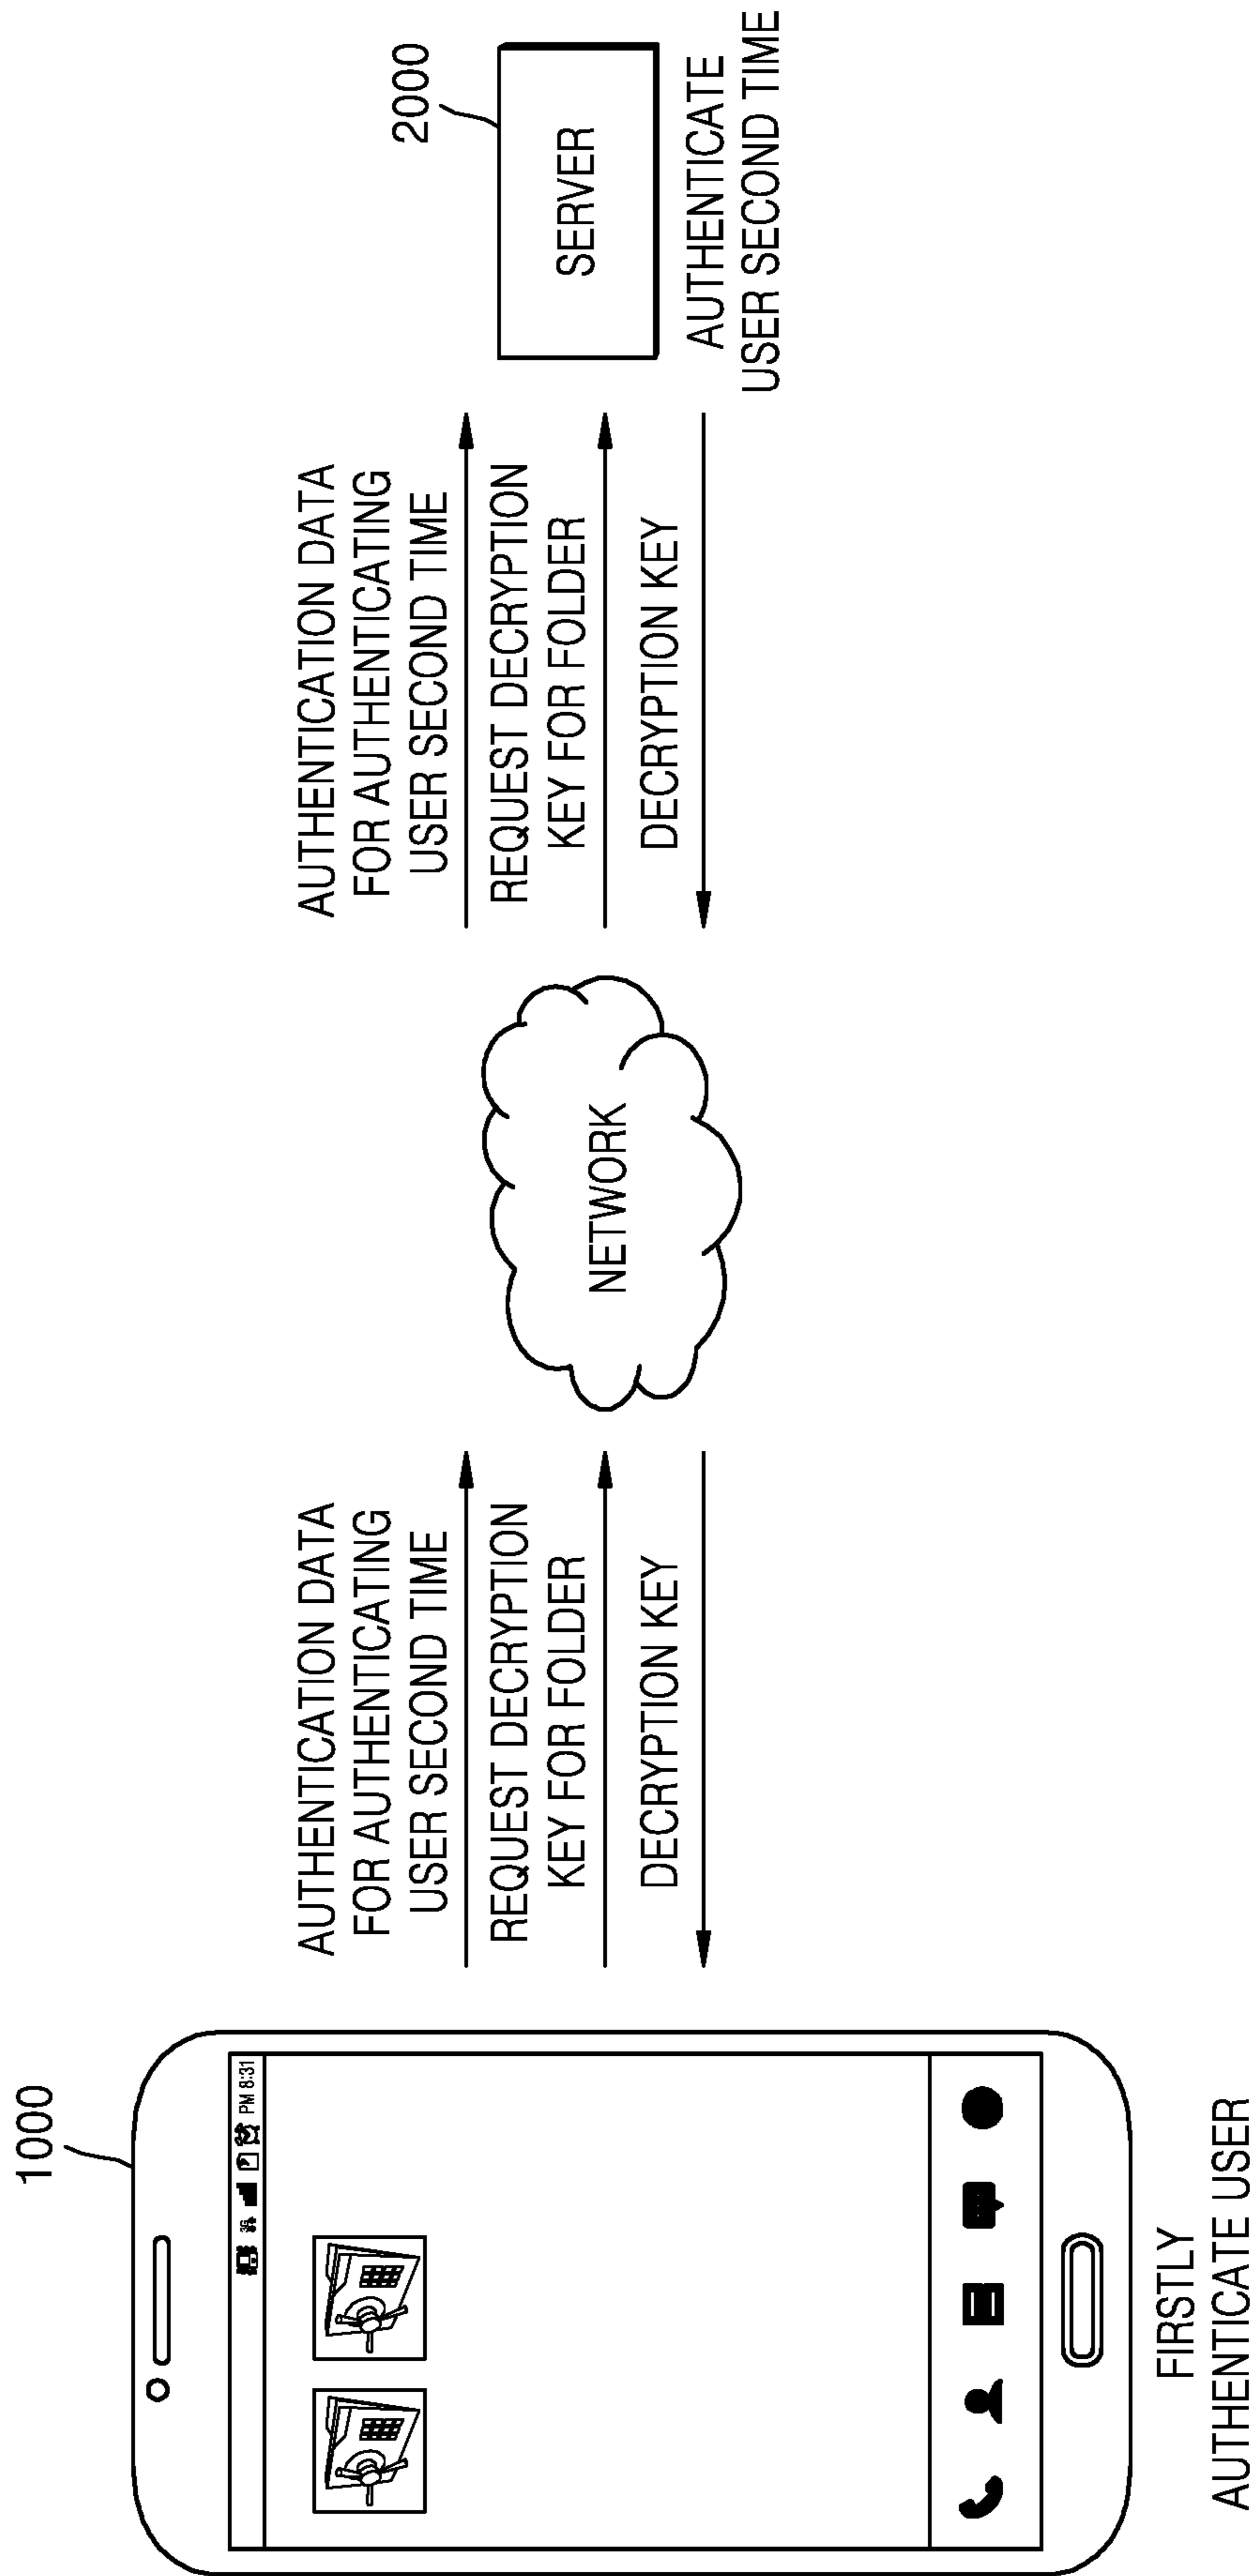 1000
3G PM 8:31
FIRSTLY
AUTHENTICATE USER
AUTHENTICATION DATA
FOR AUTHENTICATING
USER SECOND TIME
REQUEST DECRYPTION
KEY FOR FOLDER
DECRYPTION KEY
NETWORK
AUTHENTICATION DATA
FOR AUTHENTICATING
USER SECOND TIME
REQUEST DECRYPTION
KEY FOR FOLDER
DECRYPTION KEY
2000
SERVER
AUTHENTICATE
USER SECOND TIME